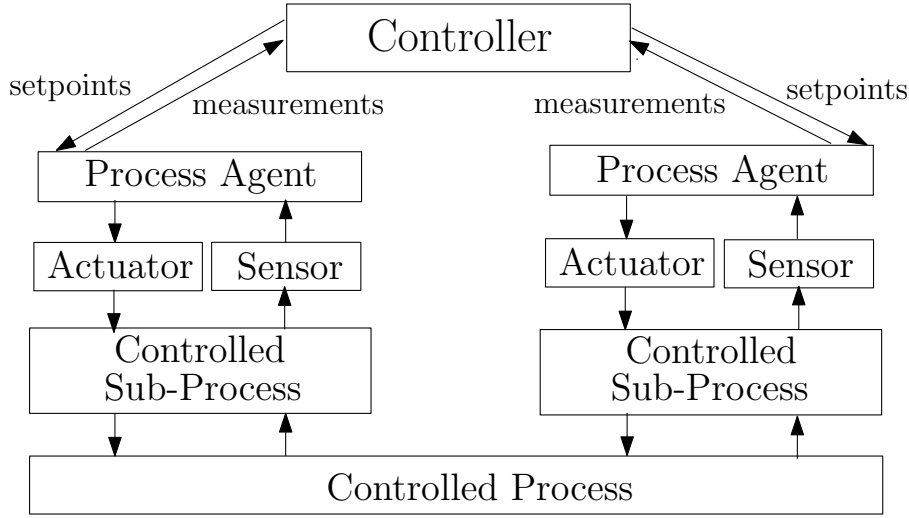 Controller
setpoints
measurements
measurements
setpoints
Process Agent
Process Agent
Actuator
Sensor
Actuator
Sensor
Controlled
Sub-Process
Controlled
Sub-Process
Controlled Process